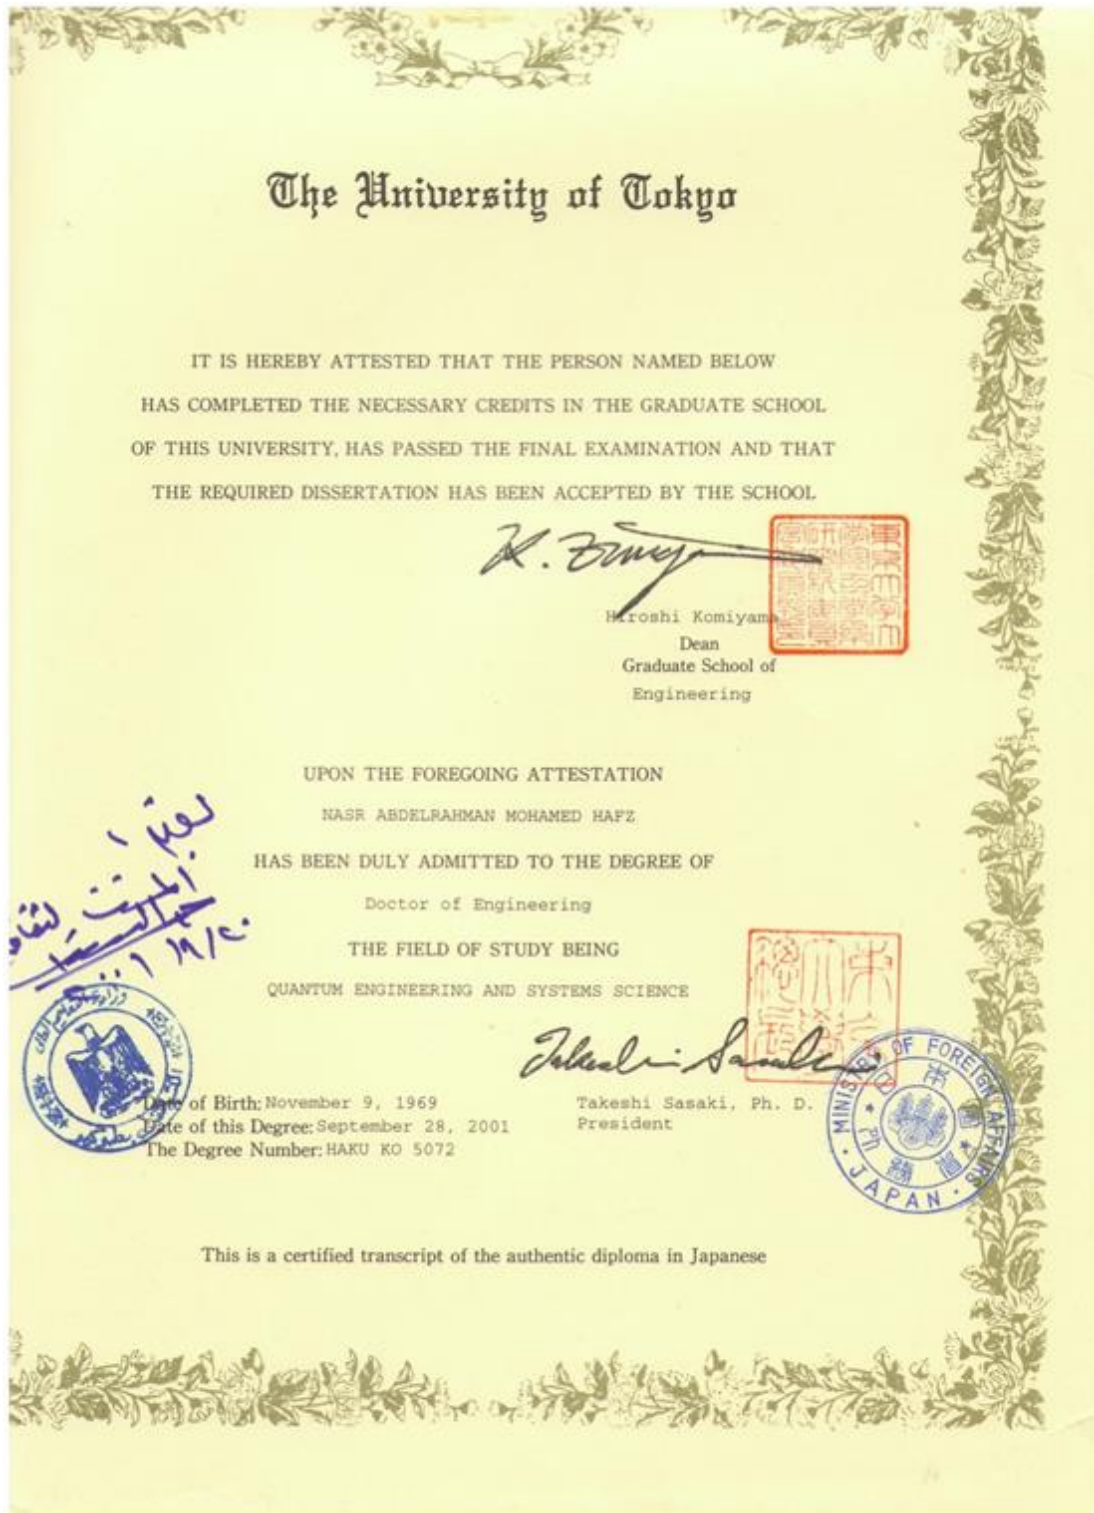 The University of Tokyo
IT IS HEREBY ATTESTED THAT THE PERSON NAMED BELOW
HAS COMPLETED THE NECESSARY CREDITS IN THE GRADUATE SCHOOL
OF THIS UNIVERSITY, HAS PASSED THE FINAL EXAMINATION AND THAT
THE REQUIRED DISSERTATION HAS BEEN ACCEPTED BY THE SCHOOL
Hiroshi Komiyama
Dean
Graduate School of
Engineering
UPON THE FOREGOING ATTESTATION
NASR ABDELRAHMAN MOHAMED HAFZ
HAS BEEN DULY ADMITTED TO THE DEGREE OF
Doctor of Engineering
THE FIELD OF STUDY BEING
QUANTUM ENGINEERING AND SYSTEMS SCIENCE
Takeshi Sasaki
Date of Birth: November 9, 1969
Date of this Degree: September 28, 2001
The Degree Number: HAKU KO 5072
Takeshi Sasaki, Ph. D.
President
MINISTRY OF FOREIGN AFFAIRS
JAPAN
This is a certified transcript of the authentic diploma in Japanese